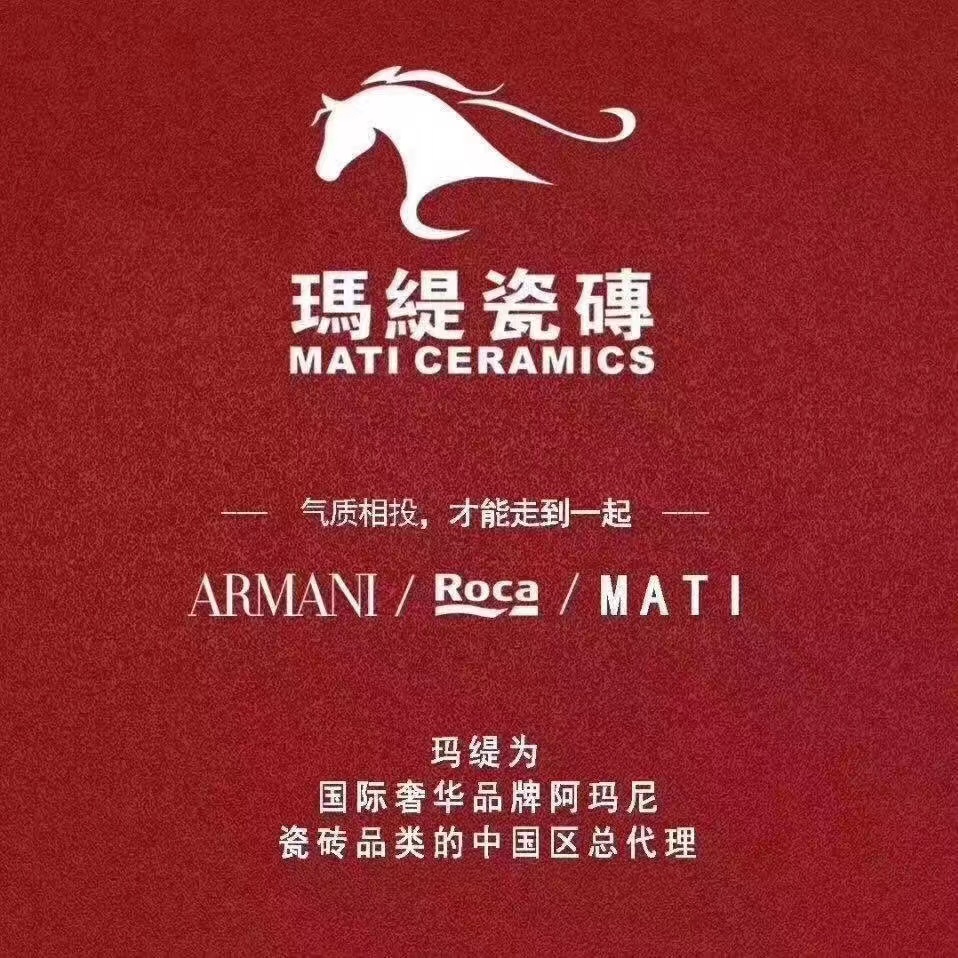 瑪緹瓷磚
MATI CERAMICS
气质相投，才能走到一起
ARMANI / Roca / MATI
玛缇为
国际奢华品牌阿玛尼
瓷砖品类的中国区总代理